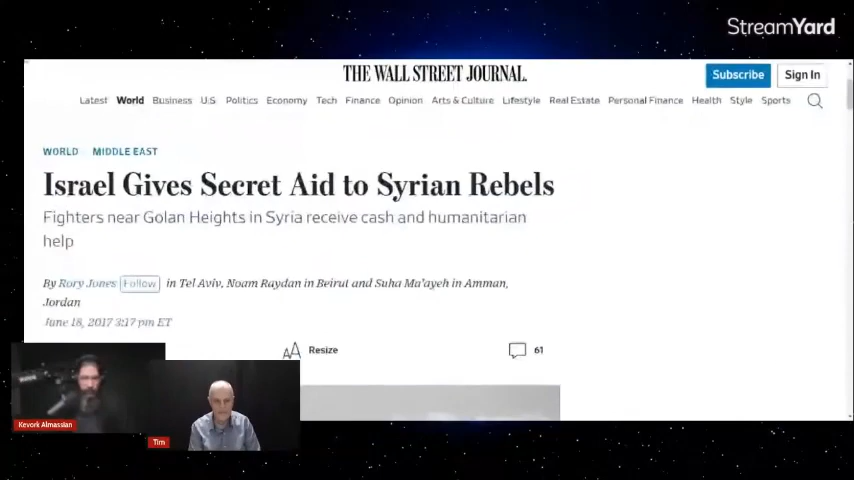 StreamYard
THE WALL STREET JOURNAL.
Subscribe
Sign In
Latest World Business U.S. Politics Economy Tech Finance Opinion Arts & Culture Lifestyle Real Estate Personal Finance Health Style Sports
WORLD MIDDLE EAST
Israel Gives Secret Aid to Syrian Rebels
Fighters near Golan Heights in Syria receive cash and humanitarian
help
By Rory Jones Follow in Tel Aviv, Noam Raydan in Beirut and Suha Ma'ayeh in Amman,
Jordan
June 18, 2017 3:17 pm ET
AA Resize
61
Kevork Almassian
Tim